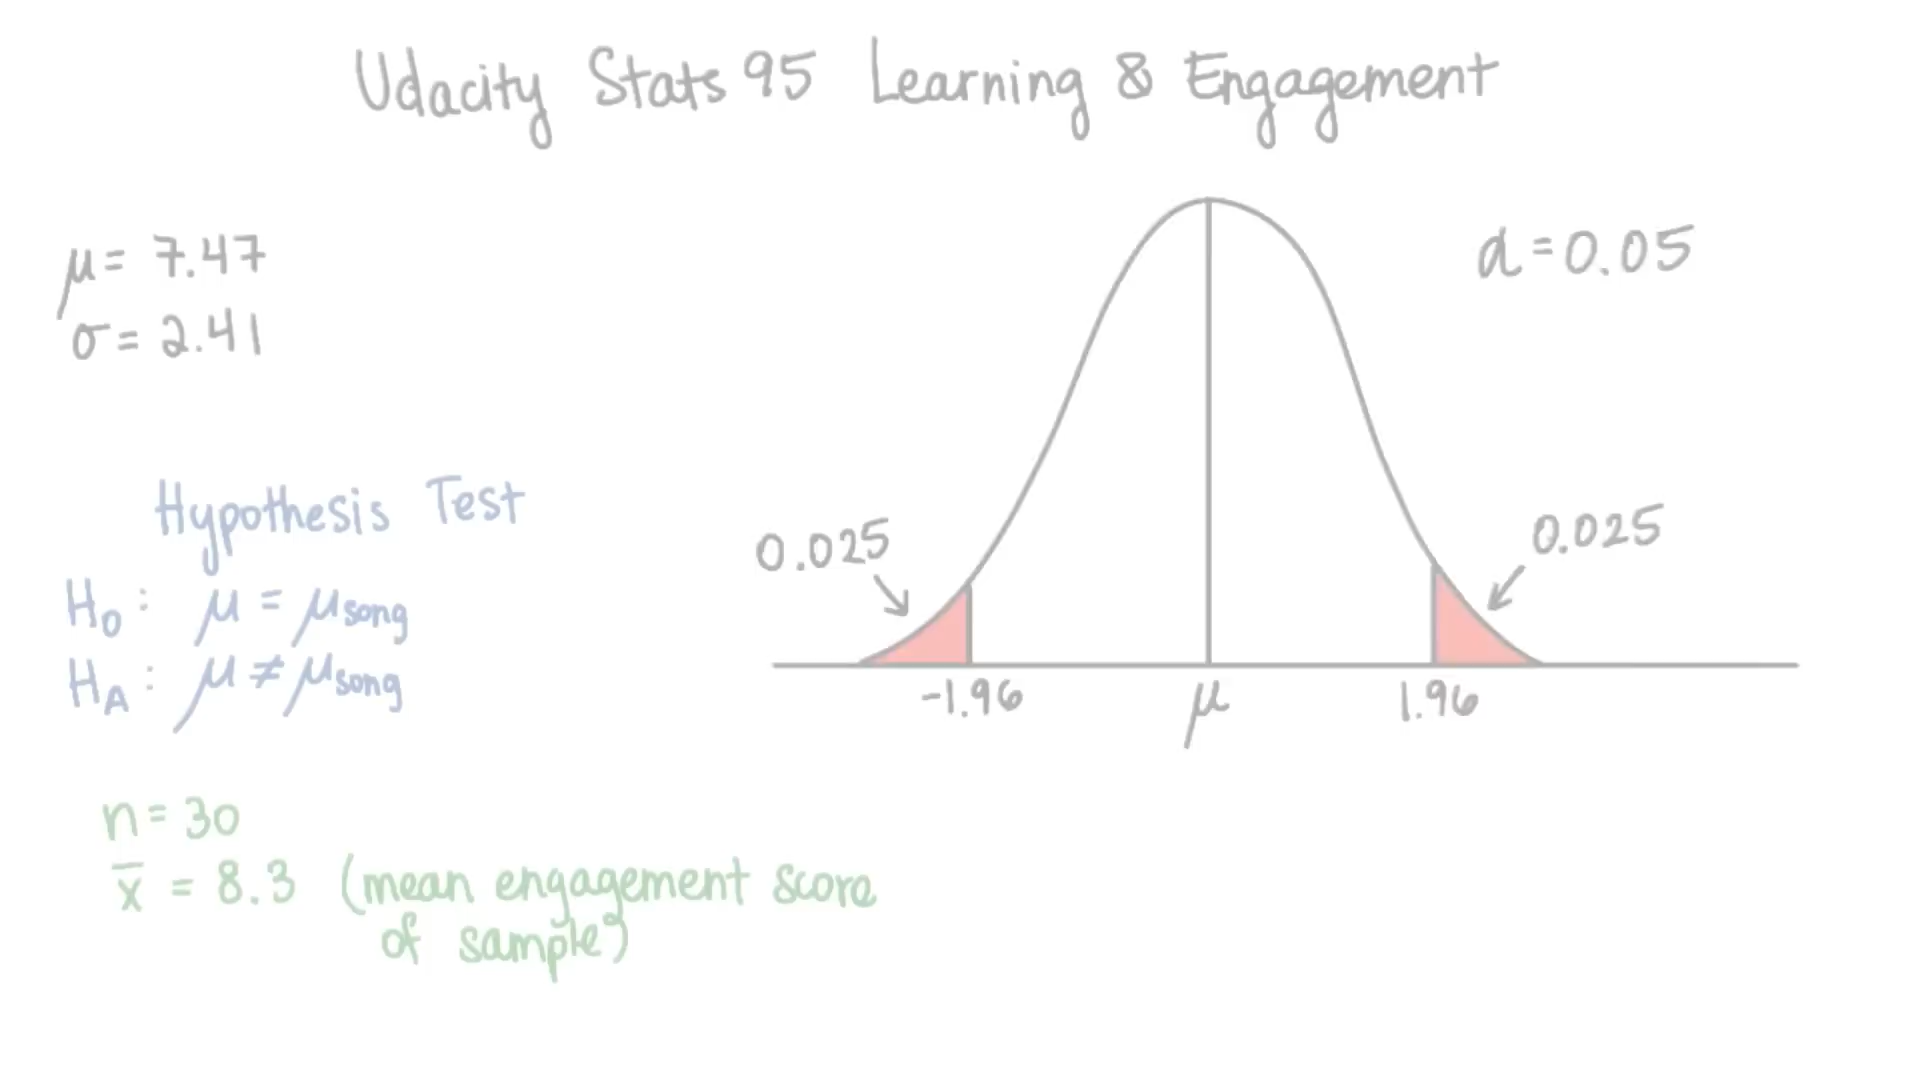 Udacity Stats 95 Learning & Engagement
μ = 7.47
σ = 2.41
α = 0.05
Hypothesis Test
H₀: μ = μsong
H_A: μ ≠ μsong
0.025
0.025
-1.96 μ 1.96
n = 30
x̄ = 8.3 (mean engagement score
of sample)